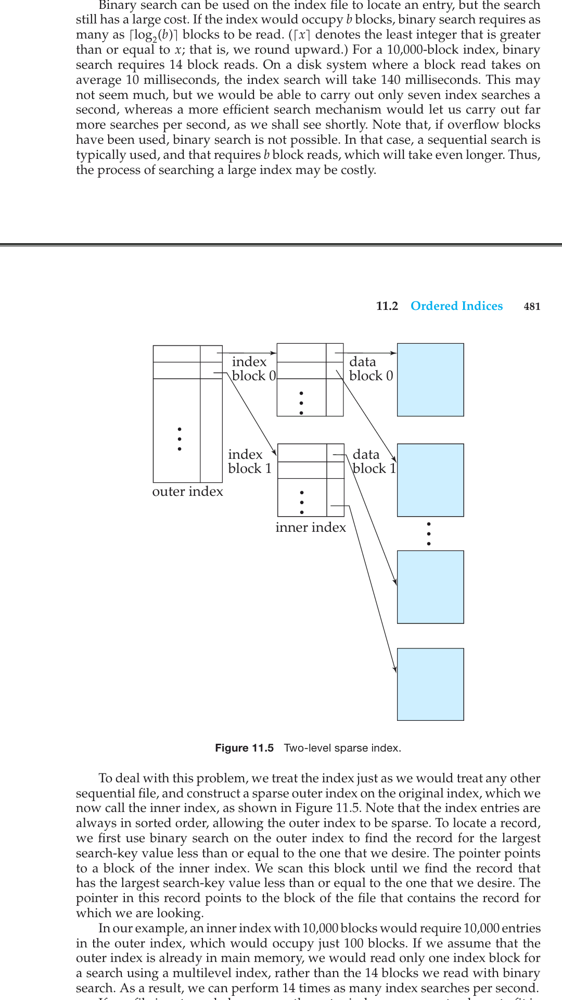 Binary search can be used on the index file to locate an entry, but the search
still has a large cost. If the index would occupy b blocks, binary search requires as
many as ⌈log₂(b)⌉ blocks to be read. (⌈x⌉ denotes the least integer that is greater
than or equal to x; that is, we round upward.) For a 10,000-block index, binary
search requires 14 block reads. On a disk system where a block read takes on
average 10 milliseconds, the index search will take 140 milliseconds. This may
not seem much, but we would be able to carry out only seven index searches a
second, whereas a more efficient search mechanism would let us carry out far
more searches per second, as we shall see shortly. Note that, if overflow blocks
have been used, binary search is not possible. In that case, a sequential search is
typically used, and that requires b block reads, which will take even longer. Thus,
the process of searching a large index may be costly.
11.2 Ordered Indices 481
index
block 0
data
block 0
index
block 1
data
block 1
outer index
inner index
Figure 11.5 Two-level sparse index.
To deal with this problem, we treat the index just as we would treat any other
sequential file, and construct a sparse outer index on the original index, which we
now call the inner index, as shown in Figure 11.5. Note that the index entries are
always in sorted order, allowing the outer index to be sparse. To locate a record,
we first use binary search on the outer index to find the record for the largest
search-key value less than or equal to the one that we desire. The pointer points
to a block of the inner index. We scan this block until we find the record that
has the largest search-key value less than or equal to the one that we desire. The
pointer in this record points to the block of the file that contains the record for
which we are looking.
In our example, an inner index with 10,000 blocks would require 10,000 entries
in the outer index, which would occupy just 100 blocks. If we assume that the
outer index is already in main memory, we would read only one index block for
a search using a multilevel index, rather than the 14 blocks we read with binary
search. As a result, we can perform 14 times as many index searches per second.